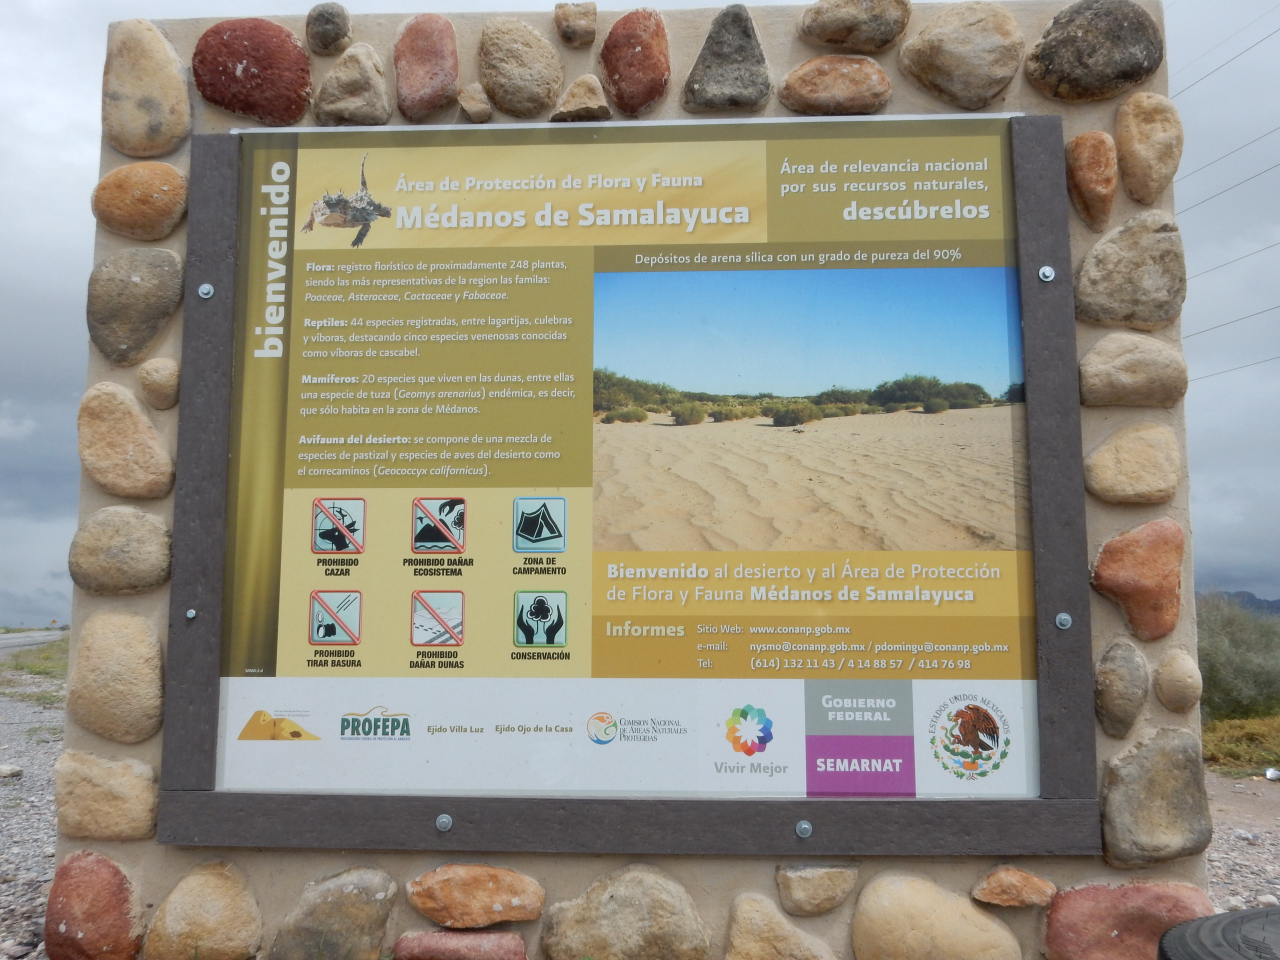 bienvenido
Área de Protección de Flora y Fauna
Médanos de Samalayuca
Área de relevancia nacional
por sus recursos naturales,
descúbrelos
Flora: registro florístico de proximadamente 248 plantas,
siendo las más representativas de la region las familas:
Poaceae, Asteraceae, Cactaceae y Fabaceae.
Reptiles: 44 especies registradas, entre lagartijas, culebras
y víboras, destacando cinco especies venenosas conocidas
como víboras de cascabel.
Mamíferos: 20 especies que viven en las dunas, entre ellas
una especie de tuza (Geomys arenarius) endémica, es decir,
que sólo habita en la zona de Médanos.
Avifauna del desierto: se compone de una mezcla de
especies de pastizal y especies de aves del desierto como
el correcaminos (Geococcyx californicus).
Depósitos de arena sílica con un grado de pureza del 90%
PROHIBIDO
CAZAR
PROHIBIDO DAÑAR
ECOSISTEMA
ZONA DE
CAMPAMENTO
PROHIBIDO
TIRAR BASURA
PROHIBIDO
DAÑAR DUNAS
CONSERVACIÓN
Bienvenido al desierto y al Área de Protección
de Flora y Fauna Médanos de Samalayuca
Informes
Sitio Web: www.conanp.gob.mx
e-mail: nysmo@conanp.gob.mx / pdomingu@conanp.gob.mx
Tel: (614) 132 11 43 / 4 14 88 57 / 414 76 98
PROFEPA
Ejido Villa Luz
Ejido Ojo de la Casa
COMISIÓN NACIONAL
DE ÁREAS NATURALES
PROTEGIDAS
Vivir Mejor
GOBIERNO
FEDERAL
SEMARNAT
ESTADOS UNIDOS MEXICANOS